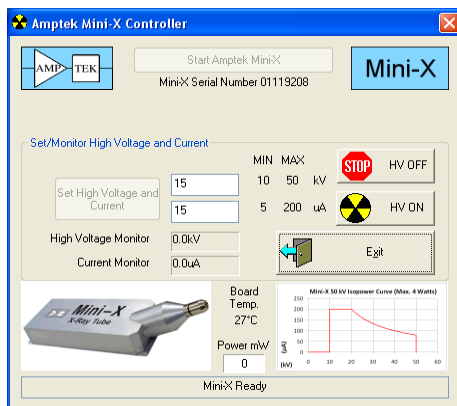 Amptek Mini-X Controller
AMP TEK
Start Amptek Mini-X
Mini-X Serial Number 01119208
Mini-X
Set/Monitor High Voltage and Current
MIN MAX
Set High Voltage and Current
15
10 50 kV
STOP HV OFF
15
5 200 uA
HV ON
High Voltage Monitor 0.0kV
Current Monitor 0.0uA
Exit
Mini-X
X-Ray Tube
Board
Temp.
27°C
Power mW
0
Mini-X 50 kV Isopower Curve (Max. 4 Watts)
250
200
150
100
50
0
(µA)
(kV)
0 10 20 30 40 50 60
Mini-X Ready